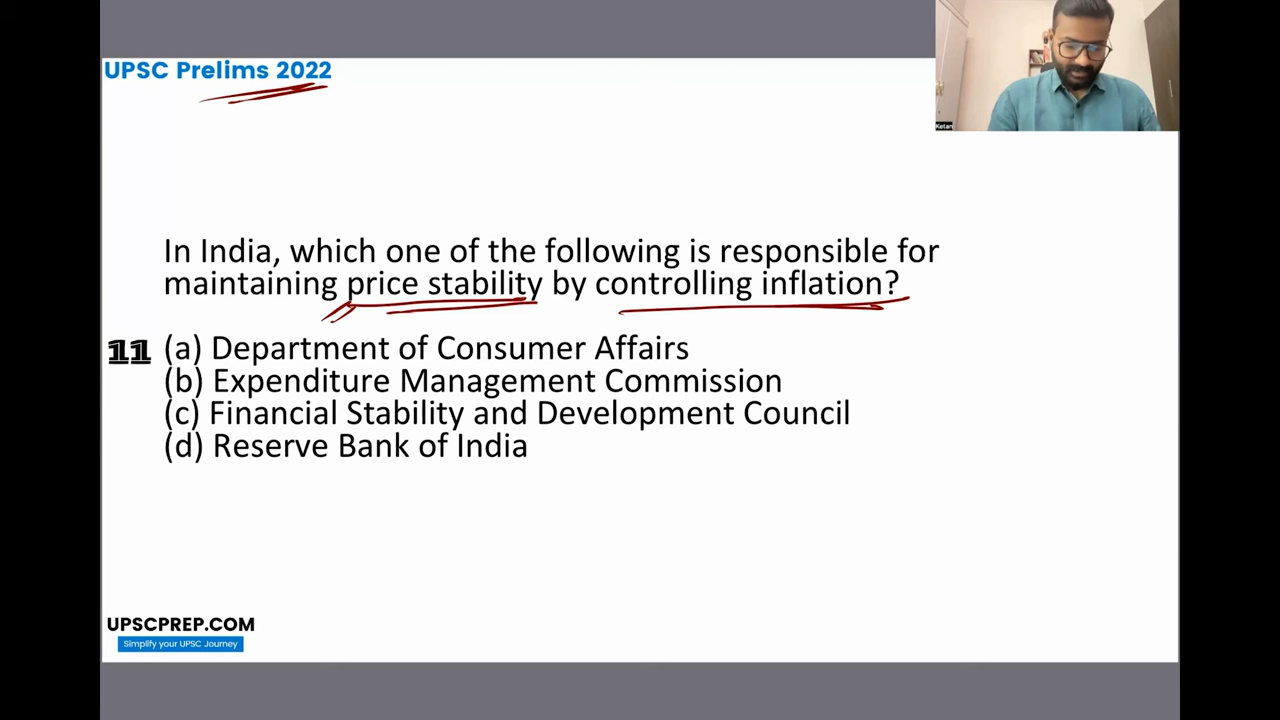 UPSC Prelims 2022
Ketan
In India, which one of the following is responsible for
maintaining price stability by controlling inflation?
11 (a) Department of Consumer Affairs
(b) Expenditure Management Commission
(c) Financial Stability and Development Council
(d) Reserve Bank of India
UPSCPREP.COM
Simplify your UPSC Journey